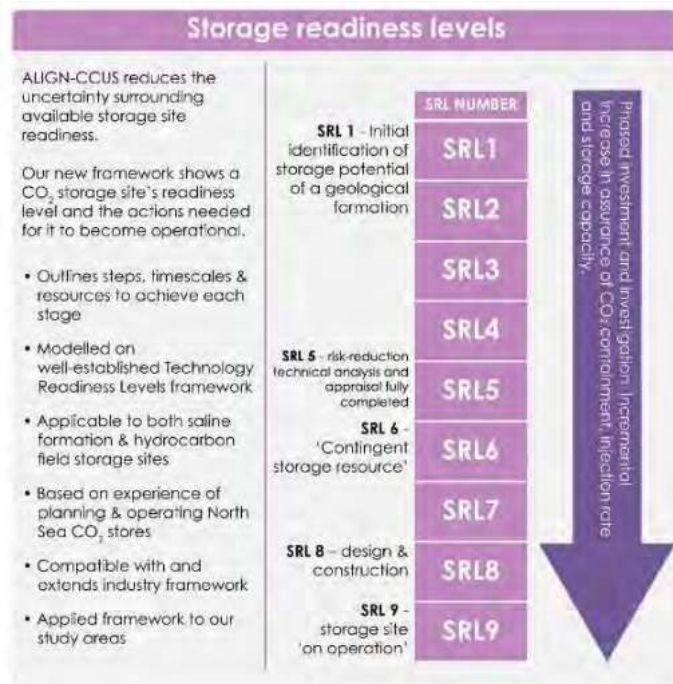 Storage readiness levels
ALIGN-CCUS reduces the
uncertainty surrounding
available storage site
readiness.
Our new framework shows a
CO₂ storage site's readiness
level and the actions needed
for it to become operational.
• Outlines steps, timescales &
resources to achieve each
stage
• Modelled on
well-established Technology
Readiness Levels framework
• Applicable to both saline
formation & hydrocarbon
field storage sites
• Based on experience of
planning & operating North
Sea CO₂ stores
• Compatible with and
extends industry framework
• Applied framework to our
study areas
SRL 1 - Initial
identification of
storage potential
of a geological
formation
SRL 5 - risk-reduction
technical analysis and
appraisal fully
completed
SRL 6 -
'Contingent
storage resource'
SRL 8 – design &
construction
SRL 9 -
storage site
'on operation'
SRL NUMBER
SRL1
SRL2
SRL3
SRL4
SRL5
SRL6
SRL7
SRL8
SRL9
Phased investment and investigation. Incremental
increase in assurance of CO₂ containment, injection rate
and storage capacity.